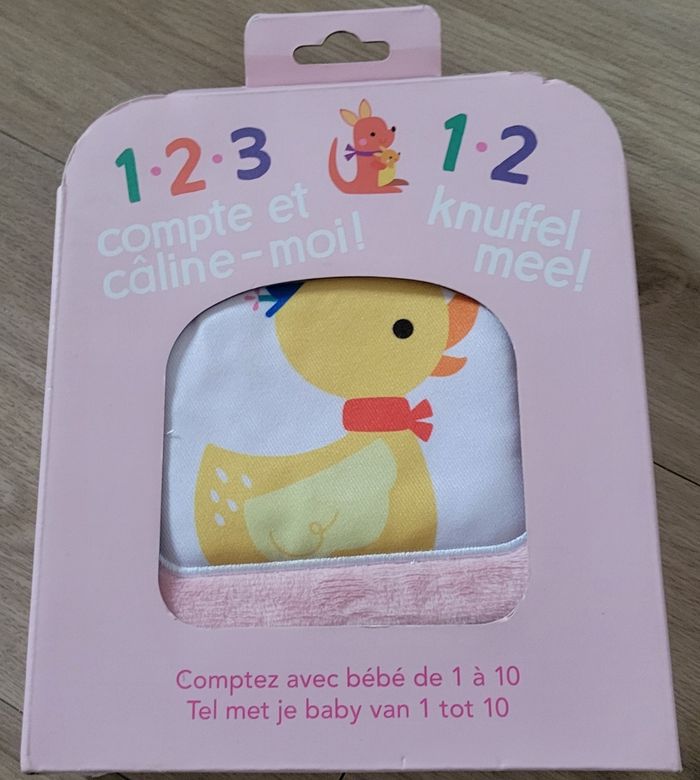 1·2·3
compte et
câline-moi!
1·2
knuffel
mee!
Comptez avec bébé de 1 à 10
Tel met je baby van 1 tot 10